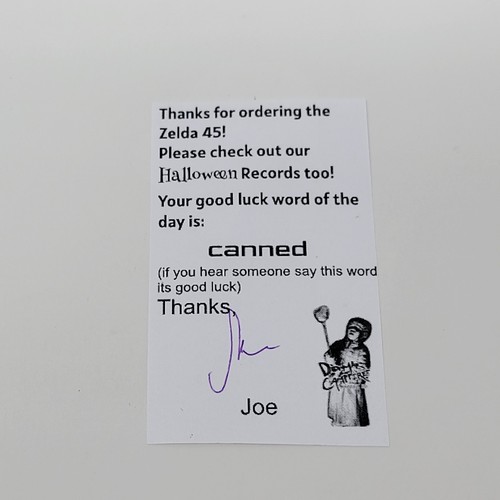 Thanks for ordering the
Zelda 45!
Please check out our
Halloween Records too!
Your good luck word of the
day is:
canned
(if you hear someone say this word
its good luck)
Thanks,
Joe